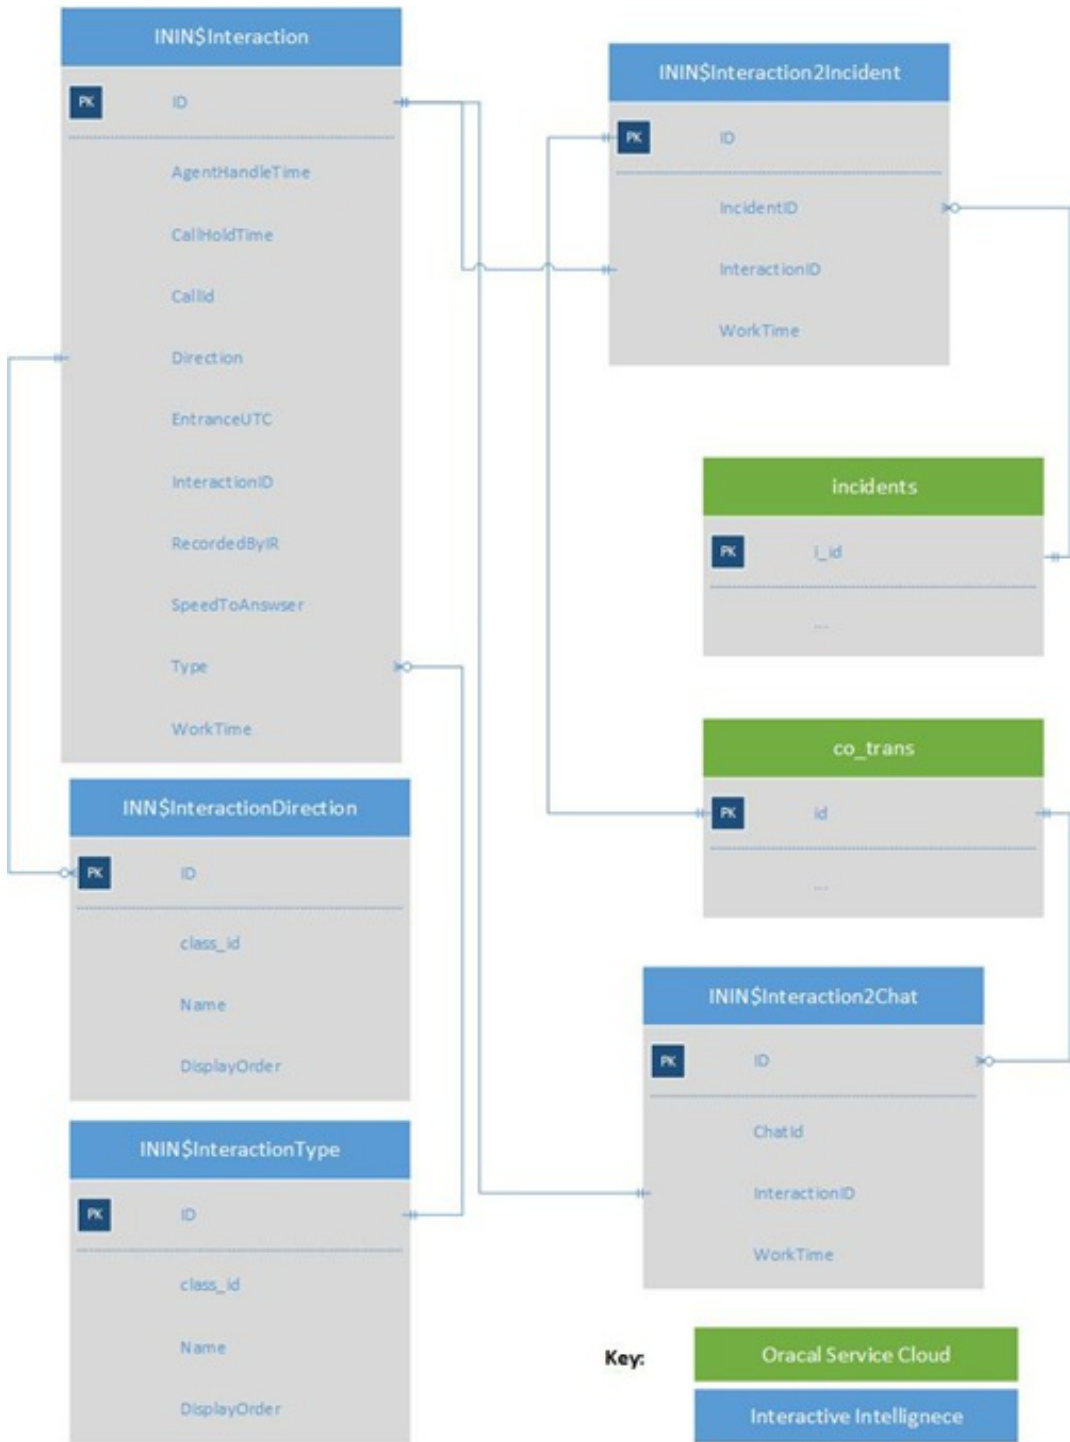 ININ$Interaction
PK ID
AgentHandleTime
CallHoldTime
CallId
Direction
EntranceUTC
InteractionID
RecordedByIR
SpeedToAnswser
Type
WorkTime
INN$InteractionDirection
PK ID
class_id
Name
DisplayOrder
ININ$InteractionType
PK ID
class_id
Name
DisplayOrder
ININ$Interaction2Incident
PK ID
IncidentID
InteractionID
WorkTime
incidents
PK i_id
...
co_trans
PK id
...
ININ$Interaction2Chat
PK ID
ChatId
InteractionID
WorkTime
Key:
Oracal Service Cloud
Interactive Intellignece